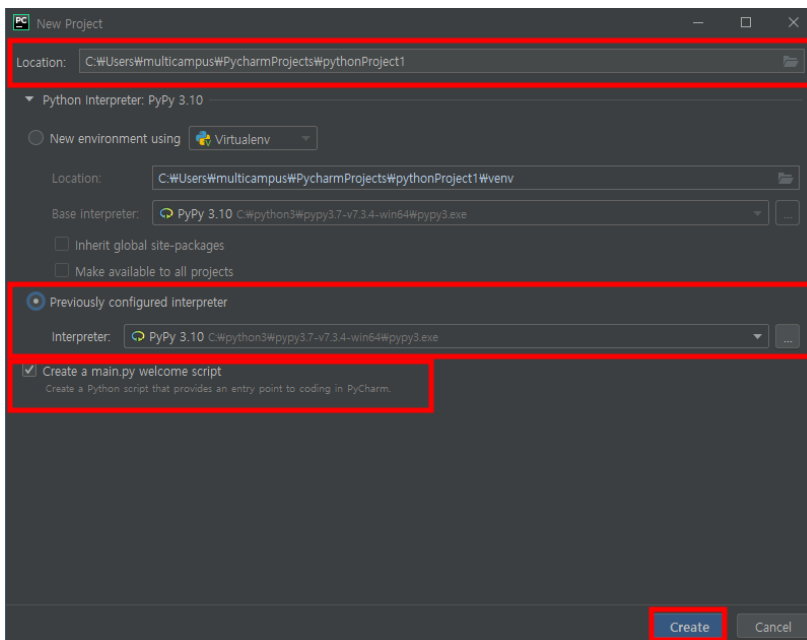 PC New Project
Location: C:₩Users₩multicampus₩PycharmProjects₩pythonProject1
Python Interpreter: PyPy 3.10
New environment using Virtualenv
Location: C:₩Users₩multicampus₩PycharmProjects₩pythonProject1₩venv
Base interpreter: PyPy 3.10 C:₩python3₩pypy3.7-v7.3.4-win64₩pypy3.exe ...
Inherit global site-packages
Make available to all projects
Previously configured interpreter
Interpreter: PyPy 3.10 C:₩python3₩pypy3.7-v7.3.4-win64₩pypy3.exe ...
Create a main.py welcome script
Create a Python script that provides an entry point to coding in PyCharm.
Create Cancel